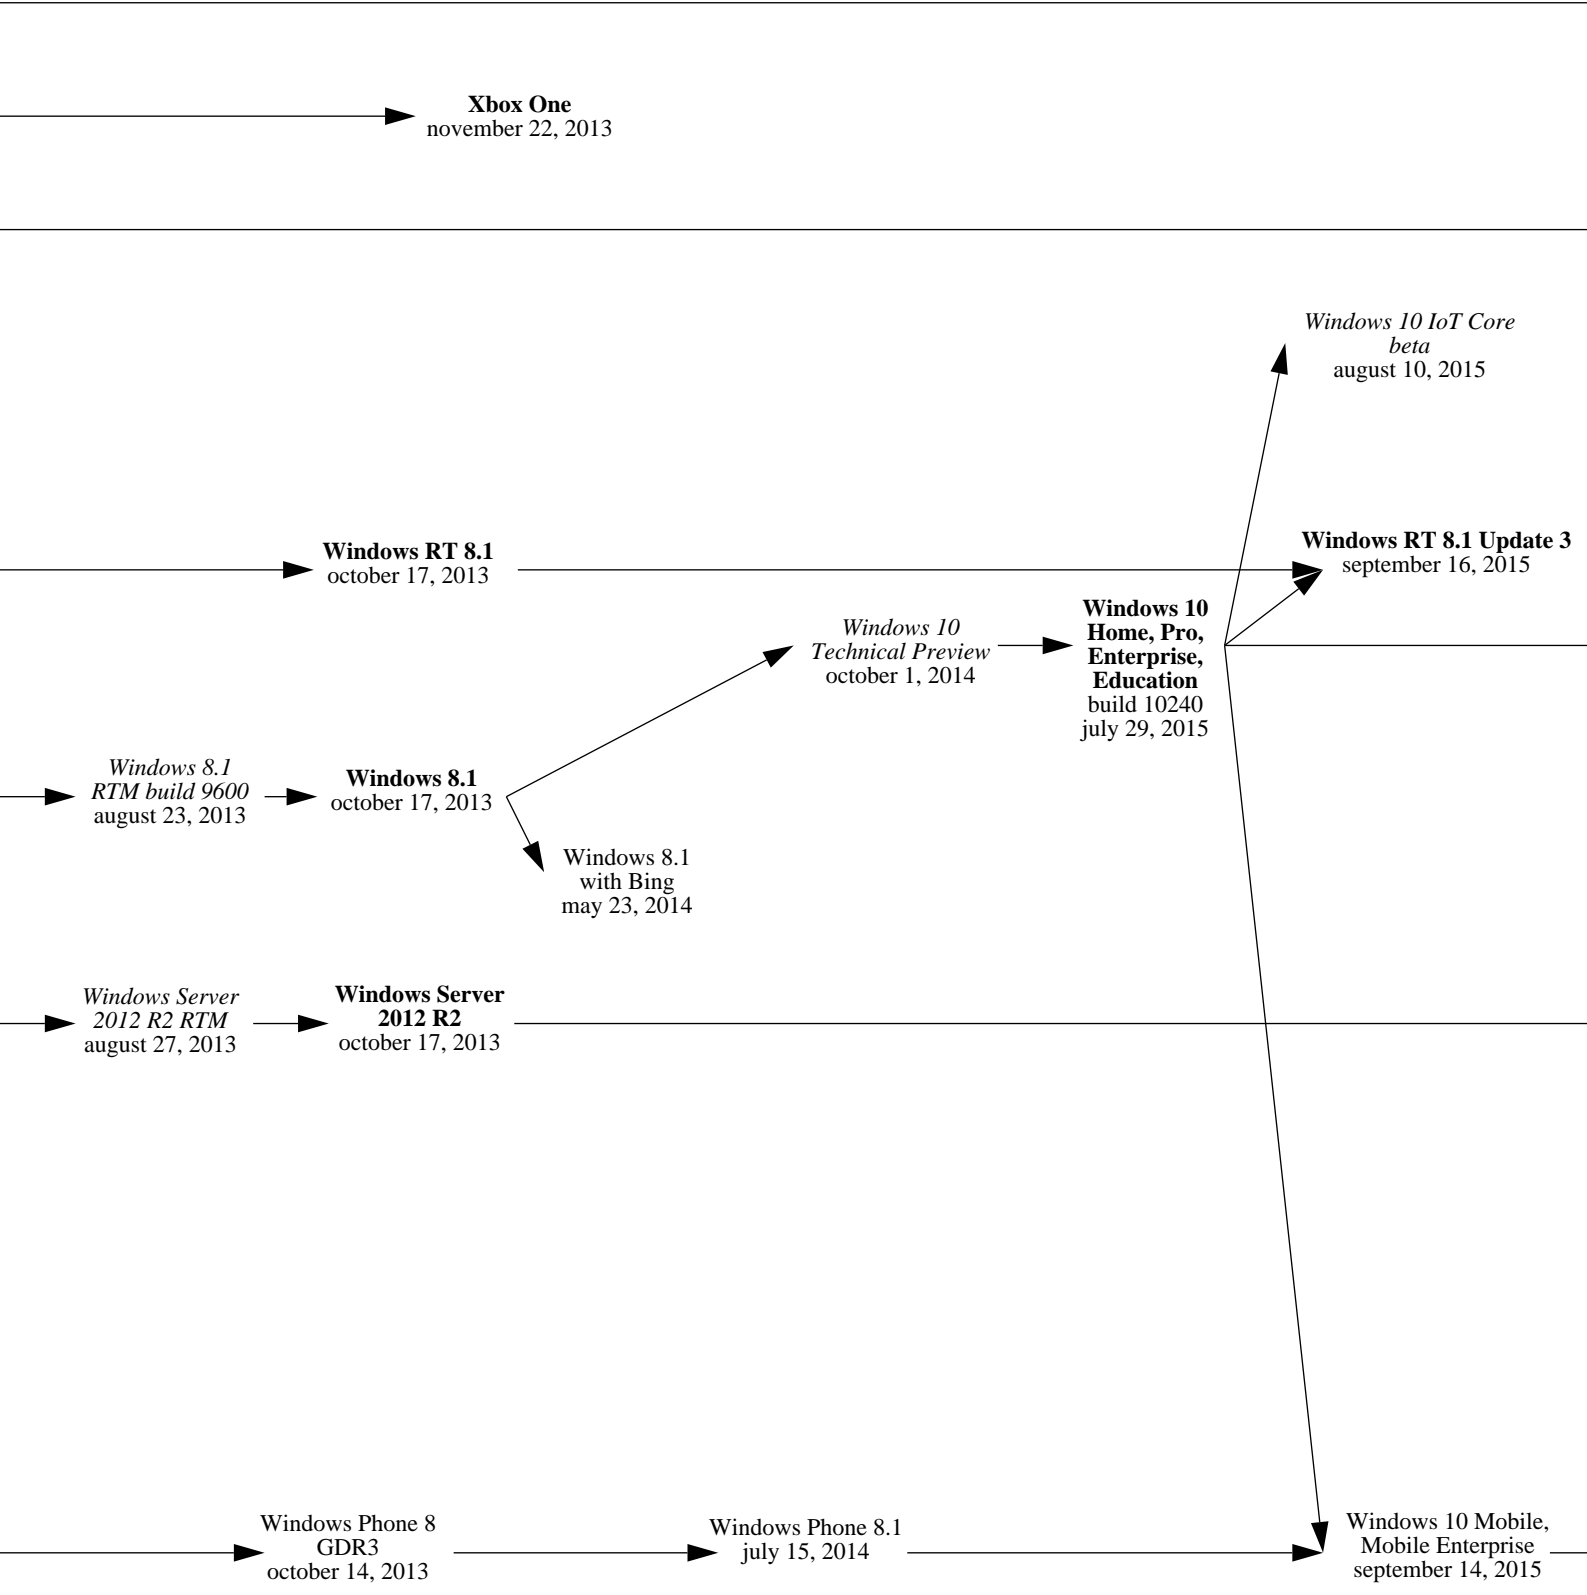 Xbox One
november 22, 2013
Windows 10 IoT Core
beta
august 10, 2015
Windows RT 8.1
october 17, 2013
Windows RT 8.1 Update 3
september 16, 2015
Windows 10
Technical Preview
october 1, 2014
Windows 10
Home, Pro,
Enterprise,
Education
build 10240
july 29, 2015
Windows 8.1
RTM build 9600
august 23, 2013
Windows 8.1
october 17, 2013
Windows 8.1
with Bing
may 23, 2014
Windows Server
2012 R2 RTM
august 27, 2013
Windows Server
2012 R2
october 17, 2013
Windows Phone 8
GDR3
october 14, 2013
Windows Phone 8.1
july 15, 2014
Windows 10 Mobile,
Mobile Enterprise
september 14, 2015